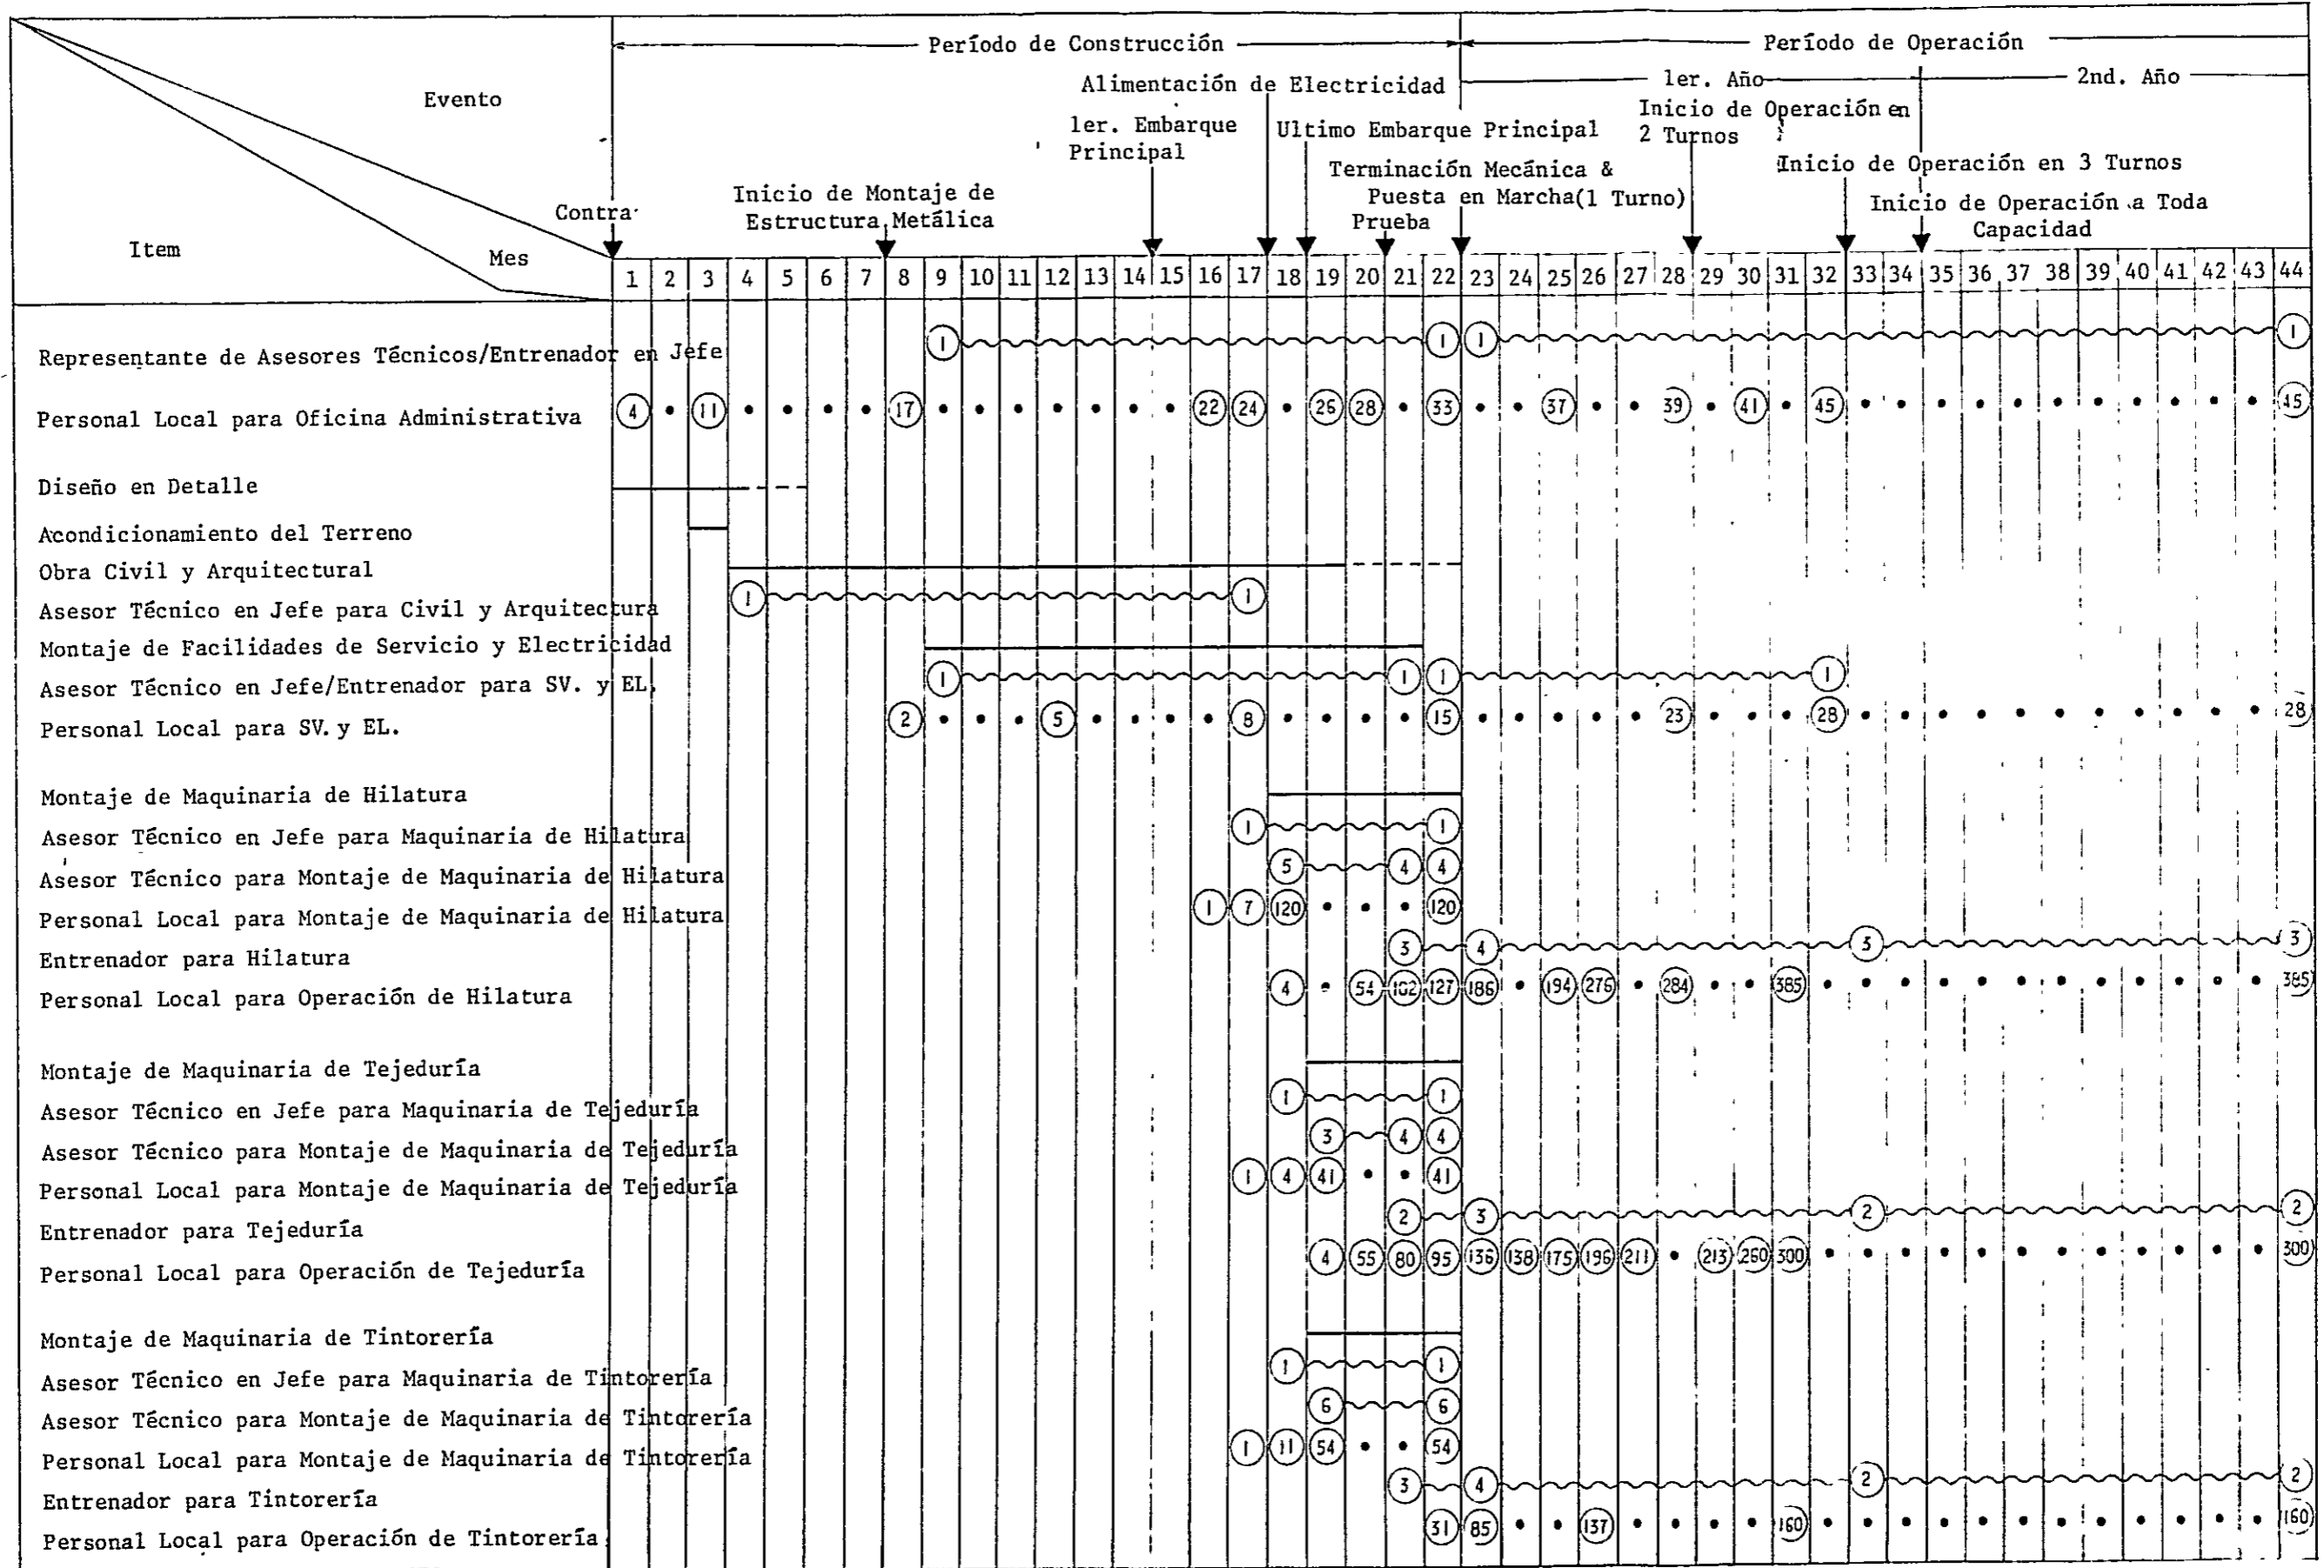 Período de Construcción
Período de Operación
Evento
Alimentación de Electricidad
1er. Año
2nd. Año
1er. Embarque
Principal
Ultimo Embarque Principal
Inicio de Operación en
2 Turnos
Terminación Mecánica &
Puesta en Marcha(1 Turno)
Prueba
Inicio de Operación en 3 Turnos
Inicio de Montaje de
Estructura Metálica
Inicio de Operación a Toda
Capacidad
Contra
Item
Mes
1 2 3 4 5 6 7 8 9 10 11 12 13 14 15 16 17 18 19 20 21 22 23 24 25 26 27 28 29 30 31 32 33 34 35 36 37 38 39 40 41 42 43 44
Representante de Asesores Técnicos/Entrenador en Jefe 1 1 1 1
Personal Local para Oficina Administrativa 4 • 11 • • • • 17 • • • • • • • 22 24 • 26 28 • 33 • • 37 • • 39 • 41 • 45 • • • • • • • • • • • 45
Diseño en Detalle
Acondicionamiento del Terreno
Obra Civil y Arquitectural
Asesor Técnico en Jefe para Civil y Arquitectura 1 1
Montaje de Facilidades de Servicio y Electricidad
Asesor Técnico en Jefe/Entrenador para SV. y EL. 1 1 1 1
Personal Local para SV. y EL. 2 • • • 5 • • • • 8 • • • • 15 • • • • • 23 • • • 28 • • • • • • • • • • • 28
Montaje de Maquinaria de Hilatura
Asesor Técnico en Jefe para Maquinaria de Hilatura 1 1
Asesor Técnico para Montaje de Maquinaria de Hilatura 5 4 4
Personal Local para Montaje de Maquinaria de Hilatura 1 7 120 • • • 120
Entrenador para Hilatura 3 4 3 3
Personal Local para Operación de Hilatura 4 • 54 102 127 186 • 194 276 • 284 • • 385 • • • • • • • • • • • • 385
Montaje de Maquinaria de Tejeduría
Asesor Técnico en Jefe para Maquinaria de Tejeduría 1 1
Asesor Técnico para Montaje de Maquinaria de Tejeduría 3 4 4
Personal Local para Montaje de Maquinaria de Tejeduría 1 4 41 • • 41
Entrenador para Tejeduría 2 3 2 2
Personal Local para Operación de Tejeduría 4 55 80 95 136 138 175 196 211 • 213 260 300 • • • • • • • • • • • • 300
Montaje de Maquinaria de Tintorería
Asesor Técnico en Jefe para Maquinaria de Tintorería 1 1
Asesor Técnico para Montaje de Maquinaria de Tintorería 6 6
Personal Local para Montaje de Maquinaria de Tintorería 1 11 54 • • 54
Entrenador para Tintorería 3 4 2 2
Personal Local para Operación de Tintorería 31 85 • • 137 • • • • 160 • • • • • • • • • • • • 160